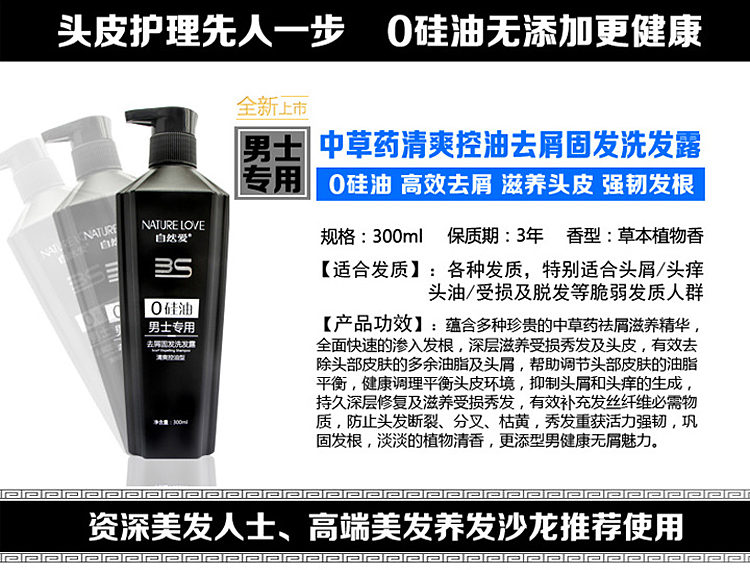 头皮护理先人一步 0硅油无添加更健康
全新上市
男士
专用
中草药清爽控油去屑固发洗发露
0硅油 高效去屑 滋养头皮 强韧发根
规格：300ml 保质期：3年 香型：草本植物香
【适合发质】：各种发质，特别适合头屑/头痒
头油/受损及脱发等脆弱发质人群
【产品功效】：蕴含多种珍贵的中草药祛屑滋养精华，
全面快速的渗入发根，深层滋养受损秀发及头皮，有效去
除头部皮肤的多余油脂及头屑，帮助调节头部皮肤的油脂
平衡，健康调理平衡头皮环境，抑制头屑和头痒的生成，
持久深层修复及滋养受损秀发，有效补充发丝纤维必需物
质，防止头发断裂、分叉、枯黄，秀发重获活力强韧，巩
固发根，淡淡的植物清香，更添型男健康无屑魅力。
NATURE LOVE
自然爱®
BS
0硅油
男士专用
去屑固发洗发露
Scurf Dispelling Shampoo
清爽控油型
净含量：300ml
资深美发人士、高端美发养发沙龙推荐使用